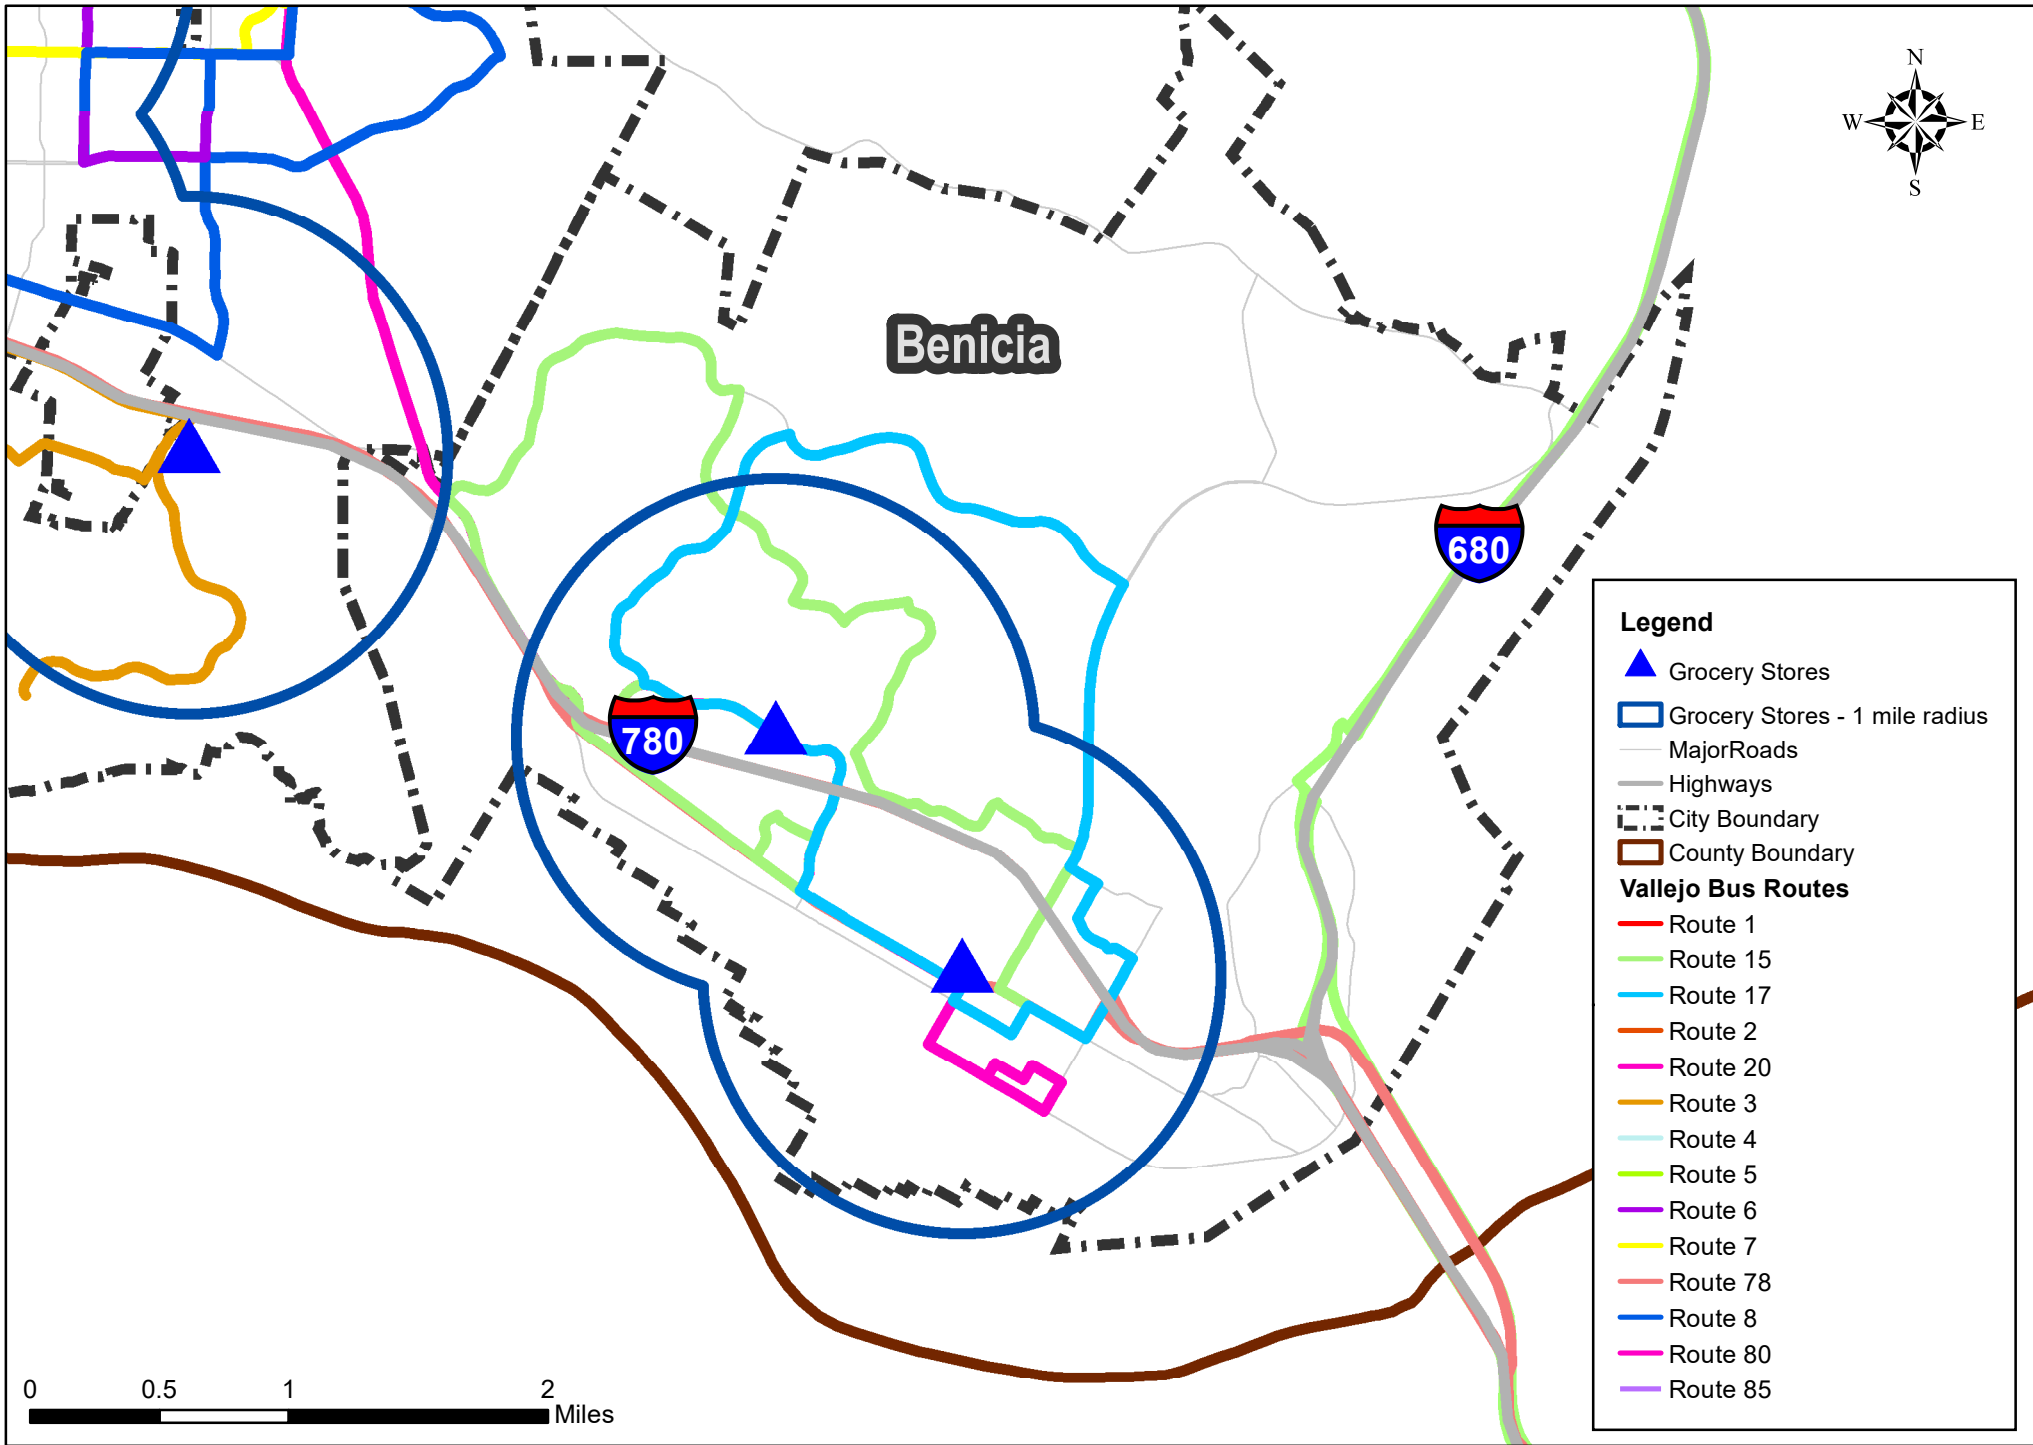 N
W E
S
Benicia
680
780
Legend
Grocery Stores
Grocery Stores - 1 mile radius
MajorRoads
Highways
City Boundary
County Boundary
Vallejo Bus Routes
Route 1
Route 15
Route 17
Route 2
Route 20
Route 3
Route 4
Route 5
Route 6
Route 7
Route 78
Route 8
Route 80
Route 85
0 0.5 1 2
Miles